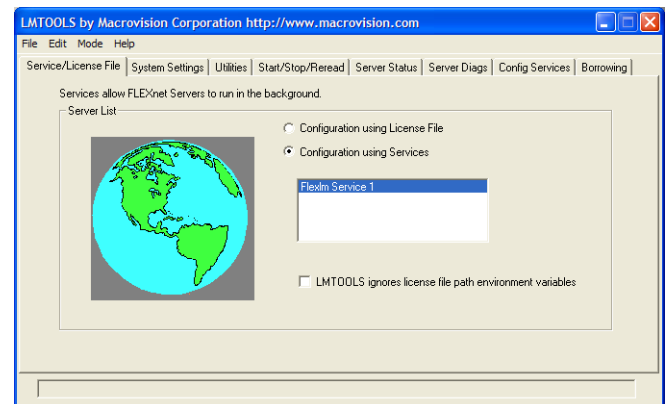 LMTOOLS by Macrovision Corporation http://www.macrovision.com
File Edit Mode Help
Service/License File System Settings Utilities Start/Stop/Reread Server Status Server Diags Config Services Borrowing
Services allow FLEXnet Servers to run in the background.
Server List
Configuration using License File
Configuration using Services
Flexlm Service 1
LMTOOLS ignores license file path environment variables